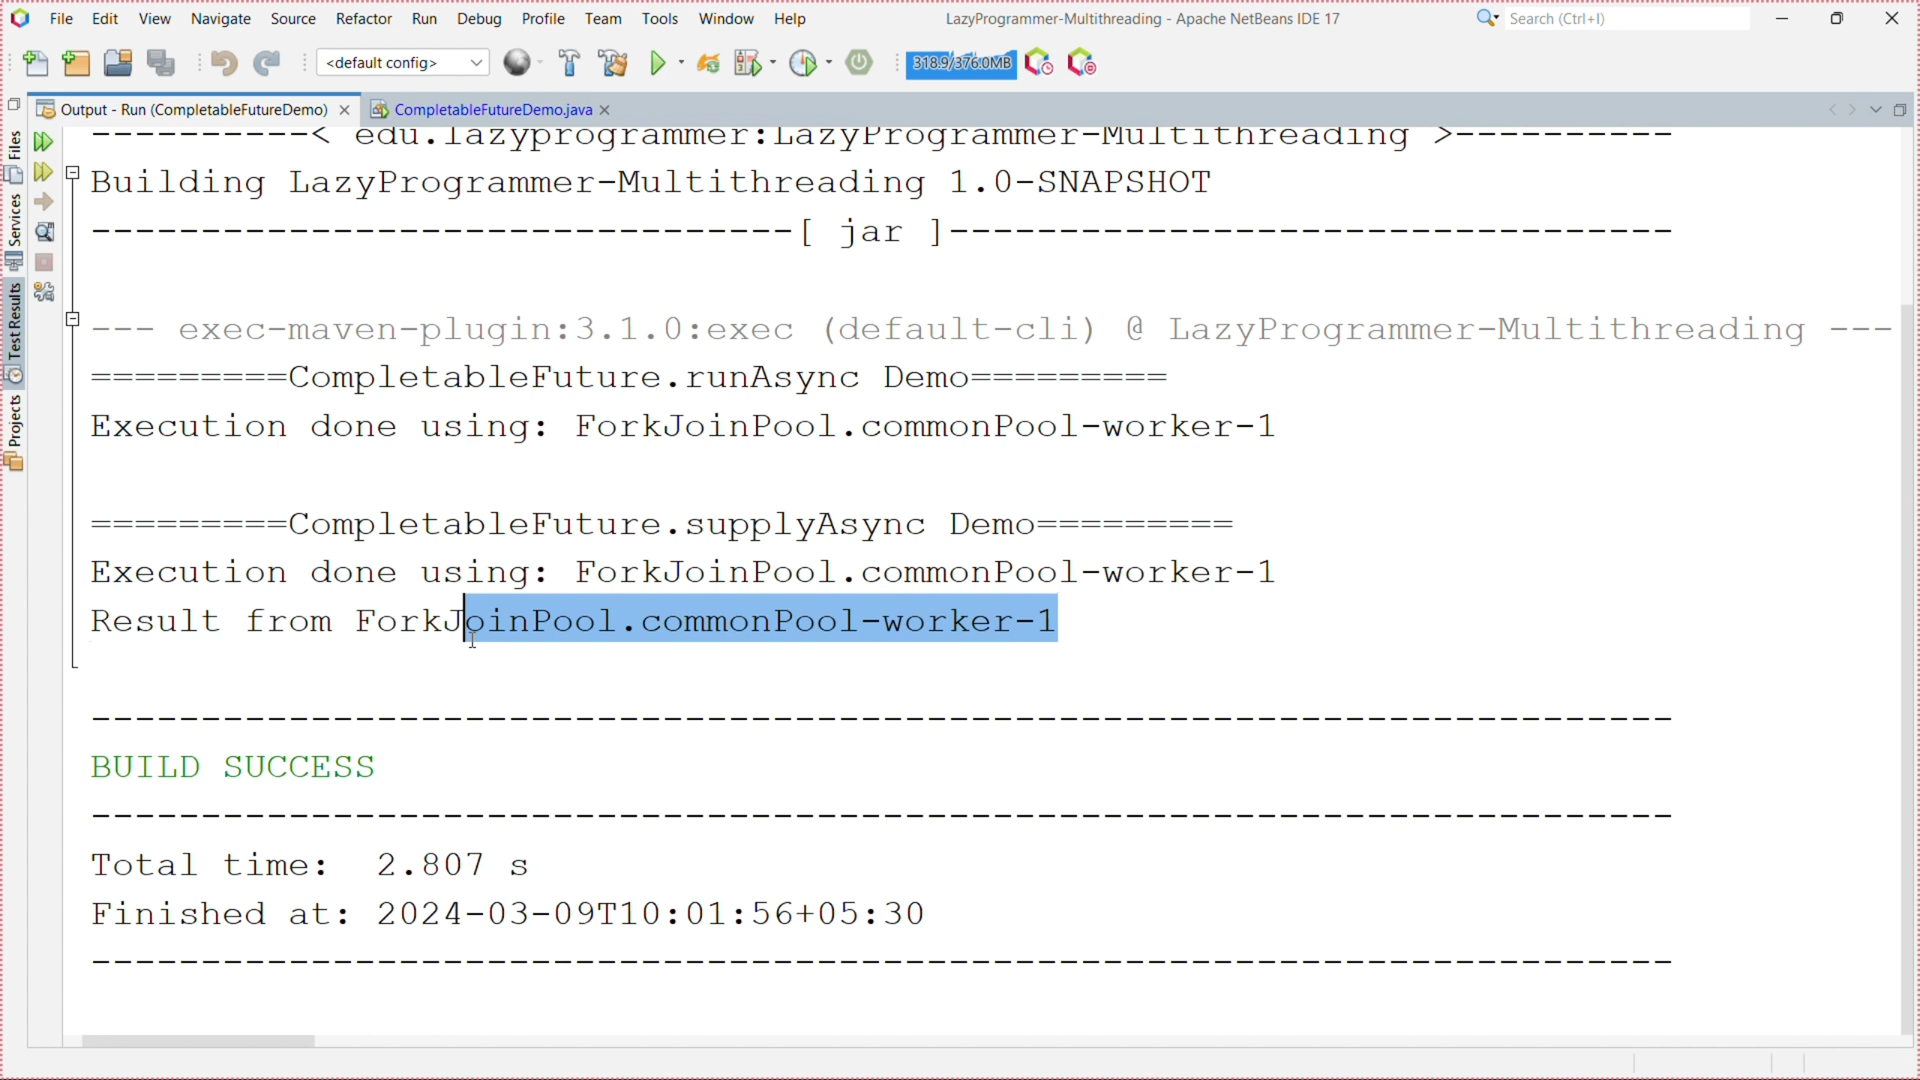 File Edit View Navigate Source Refactor Run Debug Profile Team Tools Window Help
LazyProgrammer-Multithreading - Apache NetBeans IDE 17
Search (Ctrl+I)
<default config>
318.9/376.0MB
Output - Run (CompletableFutureDemo)
CompletableFutureDemo.java
Files
Services
Test Results
Projects
----------< edu.lazyprogrammer:LazyProgrammer-Multithreading >----------
Building LazyProgrammer-Multithreading 1.0-SNAPSHOT
--------------------------------[ jar ]---------------------------------
--- exec-maven-plugin:3.1.0:exec (default-cli) @ LazyProgrammer-Multithreading ---
=========CompletableFuture.runAsync Demo=========
Execution done using: ForkJoinPool.commonPool-worker-1
=========CompletableFuture.supplyAsync Demo=========
Execution done using: ForkJoinPool.commonPool-worker-1
Result from ForkJoinPool.commonPool-worker-1
------------------------------------------------------------------------
BUILD SUCCESS
------------------------------------------------------------------------
Total time:  2.807 s
Finished at: 2024-03-09T10:01:56+05:30
------------------------------------------------------------------------